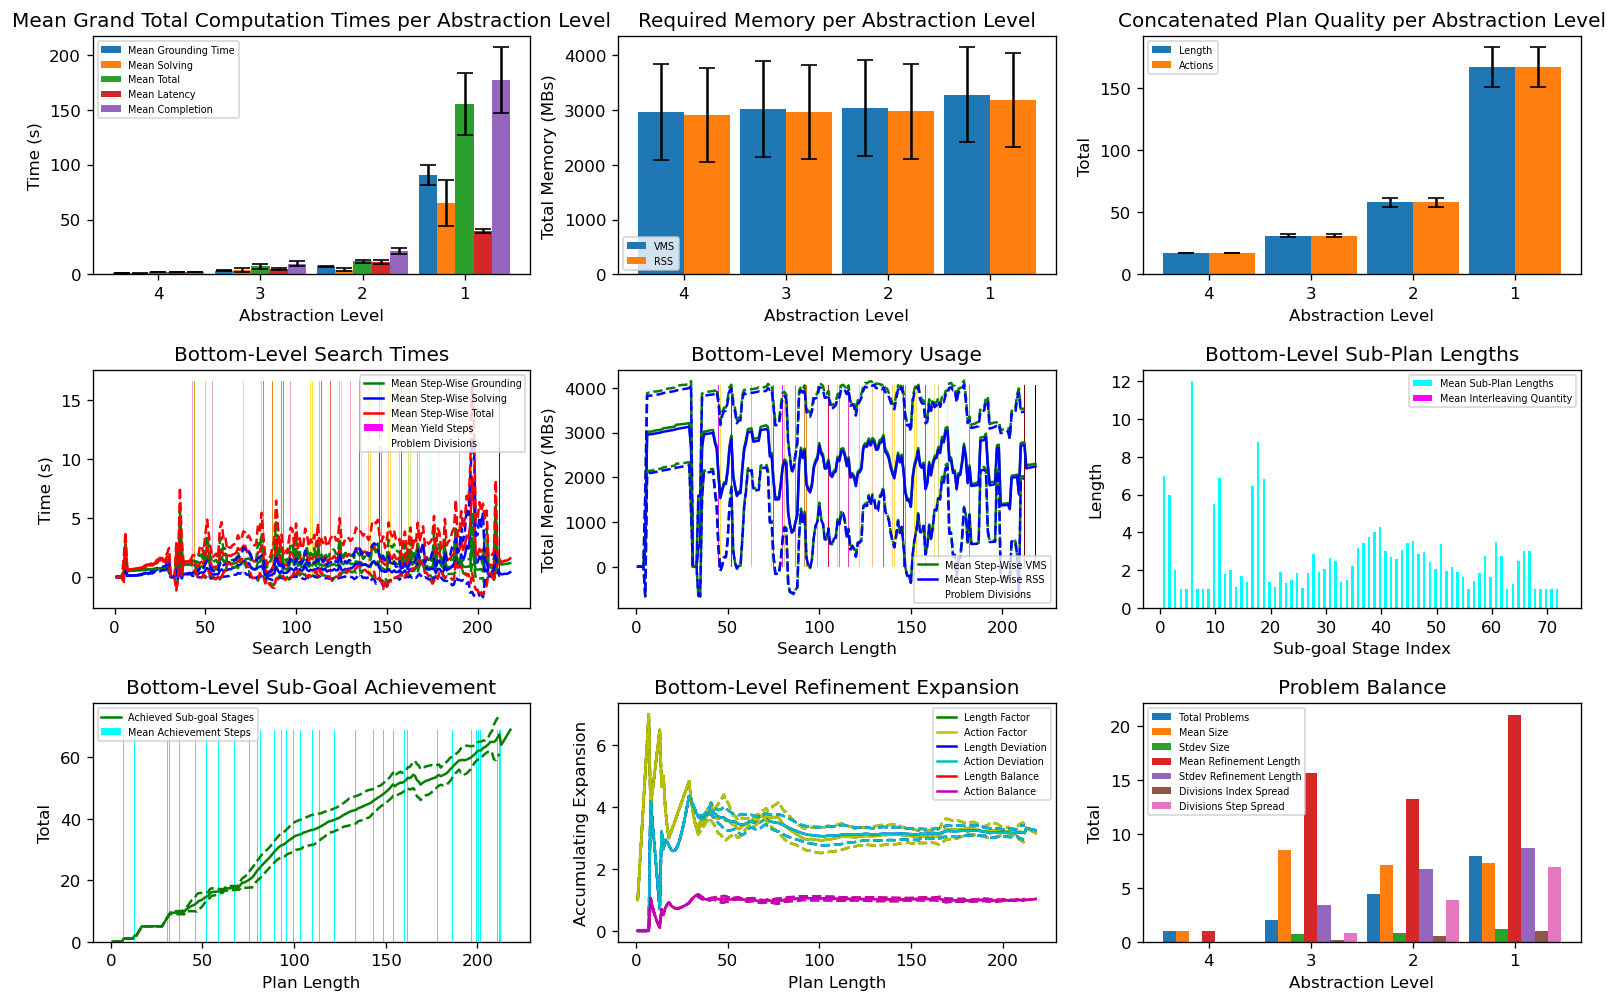 Mean Grand Total Computation Times per Abstraction Level
Time (s)
200
150
100
50
0
Mean Grounding Time
Mean Solving
Mean Total
Mean Latency
Mean Completion
4 3 2 1
Abstraction Level
Required Memory per Abstraction Level
Total Memory (MBs)
4000
3000
2000
1000
0
VMS
RSS
4 3 2 1
Abstraction Level
Concatenated Plan Quality per Abstraction Level
Total
150
100
50
0
Length
Actions
4 3 2 1
Abstraction Level
Bottom-Level Search Times
Time (s)
15
10
5
0
Mean Step-Wise Grounding
Mean Step-Wise Solving
Mean Step-Wise Total
Mean Yield Steps
Problem Divisions
0 50 100 150 200
Search Length
Bottom-Level Memory Usage
Total Memory (MBs)
4000
3000
2000
1000
0
Mean Step-Wise VMS
Mean Step-Wise RSS
Problem Divisions
0 50 100 150 200
Search Length
Bottom-Level Sub-Plan Lengths
Length
12
10
8
6
4
2
0
Mean Sub-Plan Lengths
Mean Interleaving Quantity
0 10 20 30 40 50 60 70
Sub-goal Stage Index
Bottom-Level Sub-Goal Achievement
Total
60
40
20
0
Achieved Sub-goal Stages
Mean Achievement Steps
0 50 100 150 200
Plan Length
Bottom-Level Refinement Expansion
Accumulating Expansion
6
4
2
0
Length Factor
Action Factor
Length Deviation
Action Deviation
Length Balance
Action Balance
0 50 100 150 200
Plan Length
Problem Balance
Total
20
15
10
5
0
Total Problems
Mean Size
Stdev Size
Mean Refinement Length
Stdev Refinement Length
Divisions Index Spread
Divisions Step Spread
4 3 2 1
Abstraction Level